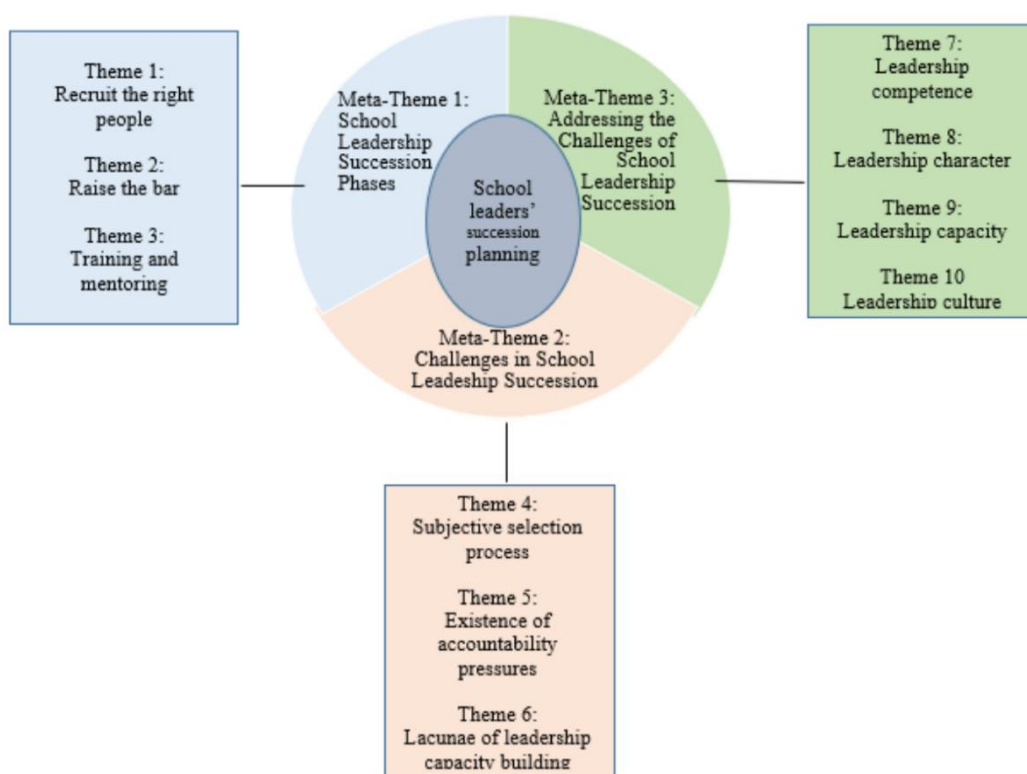 Theme 1:
Recruit the right
people
Theme 2:
Raise the bar
Theme 3:
Training and
mentoring
Meta-Theme 1:
School
Leadership
Succession
Phases
School
leaders'
succession
planning
Meta-Theme 3:
Addressing the
Challenges of
School
Leadership
Succession
Theme 7:
Leadership
competence
Theme 8:
Leadership character
Theme 9:
Leadership capacity
Theme 10
Leadership culture
Meta-Theme 2:
Challenges in School
Leadeship Succession
Theme 4:
Subjective selection
process
Theme 5:
Existence of
accountability
pressures
Theme 6:
Lacunae of leadership
capacity building